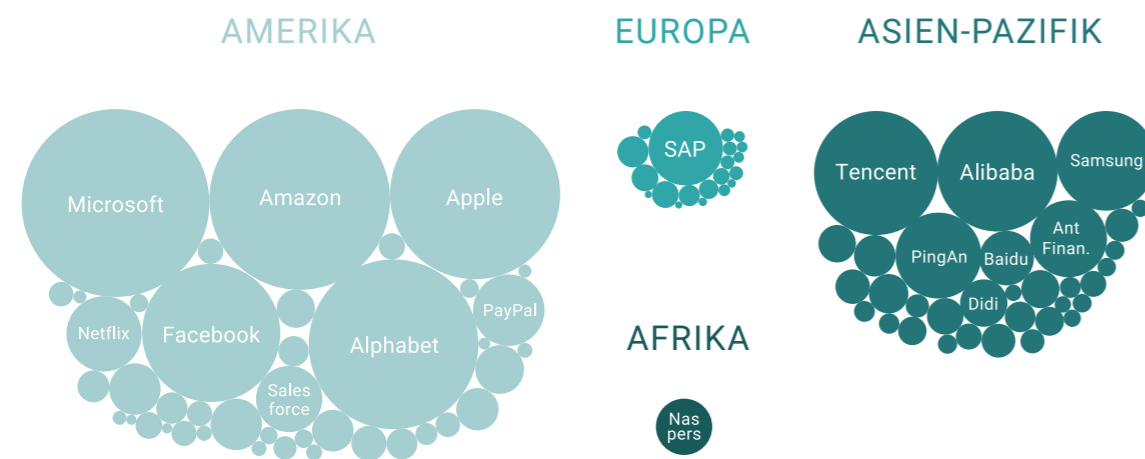 AMERIKA
EUROPA
ASIEN-PAZIFIK
Microsoft
Amazon
Apple
Netflix
Facebook
Alphabet
PayPal
Sales
force
SAP
AFRIKA
Nas
pers
Tencent
Alibaba
Samsung
PingAn
Baidu
Ant
Finan.
Didi